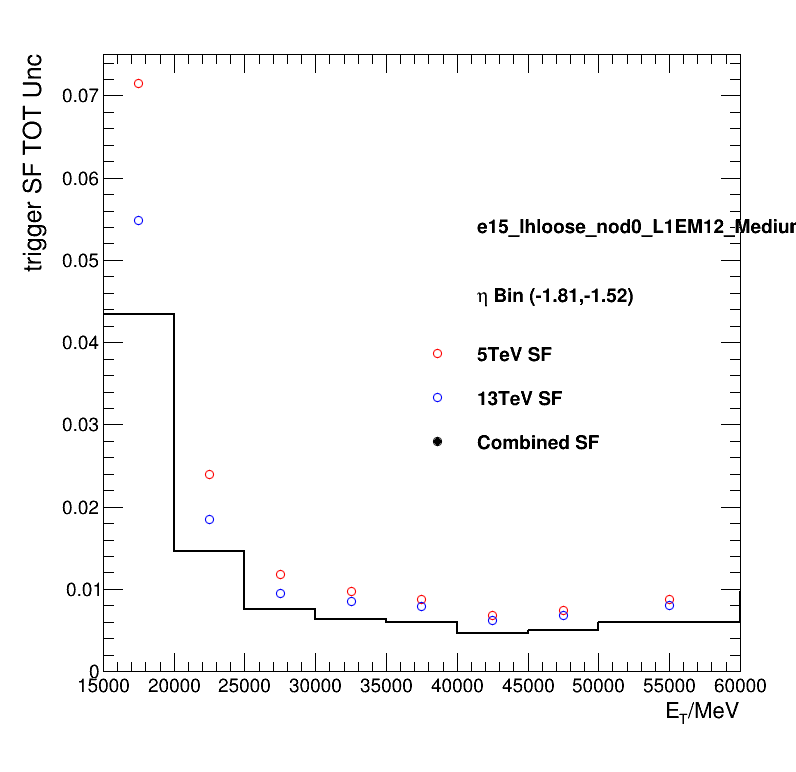 trigger SF TOT Unc
0.07
0.06
0.05
0.04
0.03
0.02
0.01
0
e15_lhloose_nod0_L1EM12_Mediur
η Bin (-1.81,-1.52)
5TeV SF
13TeV SF
Combined SF
15000 20000 25000 30000 35000 40000 45000 50000 55000 60000
E_T/MeV